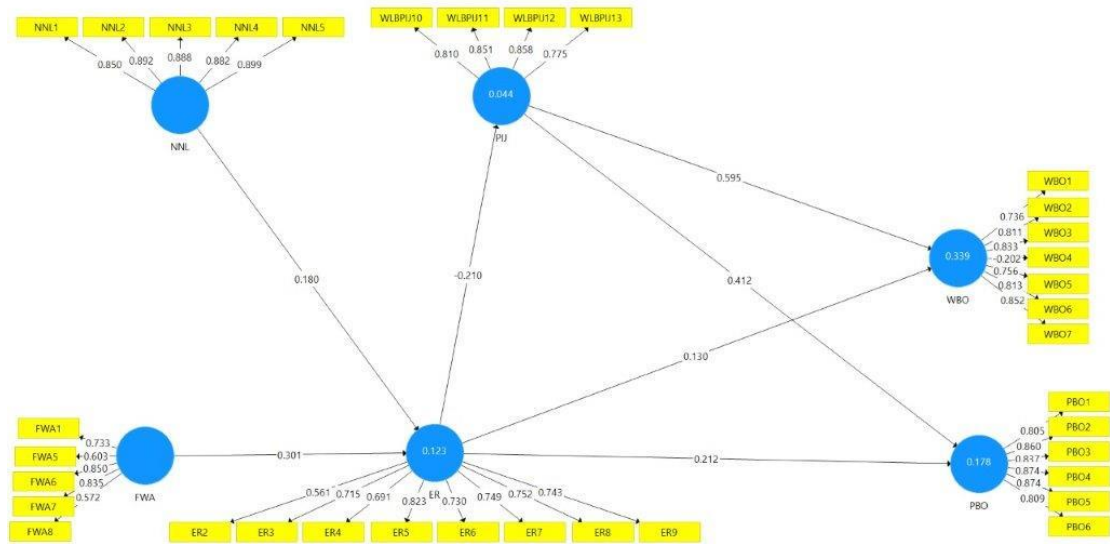 NNL1 NNL2 NNL3 NNL4 NNL5
0.850 0.892 0.888 0.882 0.899
NNL
WLBPIJ10 WLBPIJ11 WLBPIJ12 WLBPIJ13
0.810 0.851 0.858 0.775
0.044
PIJ
0.595
0.180
-0.210
0.412
0.130
WBO1
WBO2
WBO3
WBO4
WBO5
WBO6
WBO7
0.736
0.811
0.833
-0.202
0.756
0.813
0.852
0.339
WBO
FWA1
FWA5
FWA6
FWA7
FWA8
0.733
0.603
0.850
0.835
0.572
FWA
0.301
0.123
ER
0.212
0.561 0.715 0.691 0.823 0.730 0.749 0.752 0.743
ER2 ER3 ER4 ER5 ER6 ER7 ER8 ER9
0.178
PBO
0.805
0.860
0.837
0.874
0.874
0.809
PBO1
PBO2
PBO3
PBO4
PBO5
PBO6